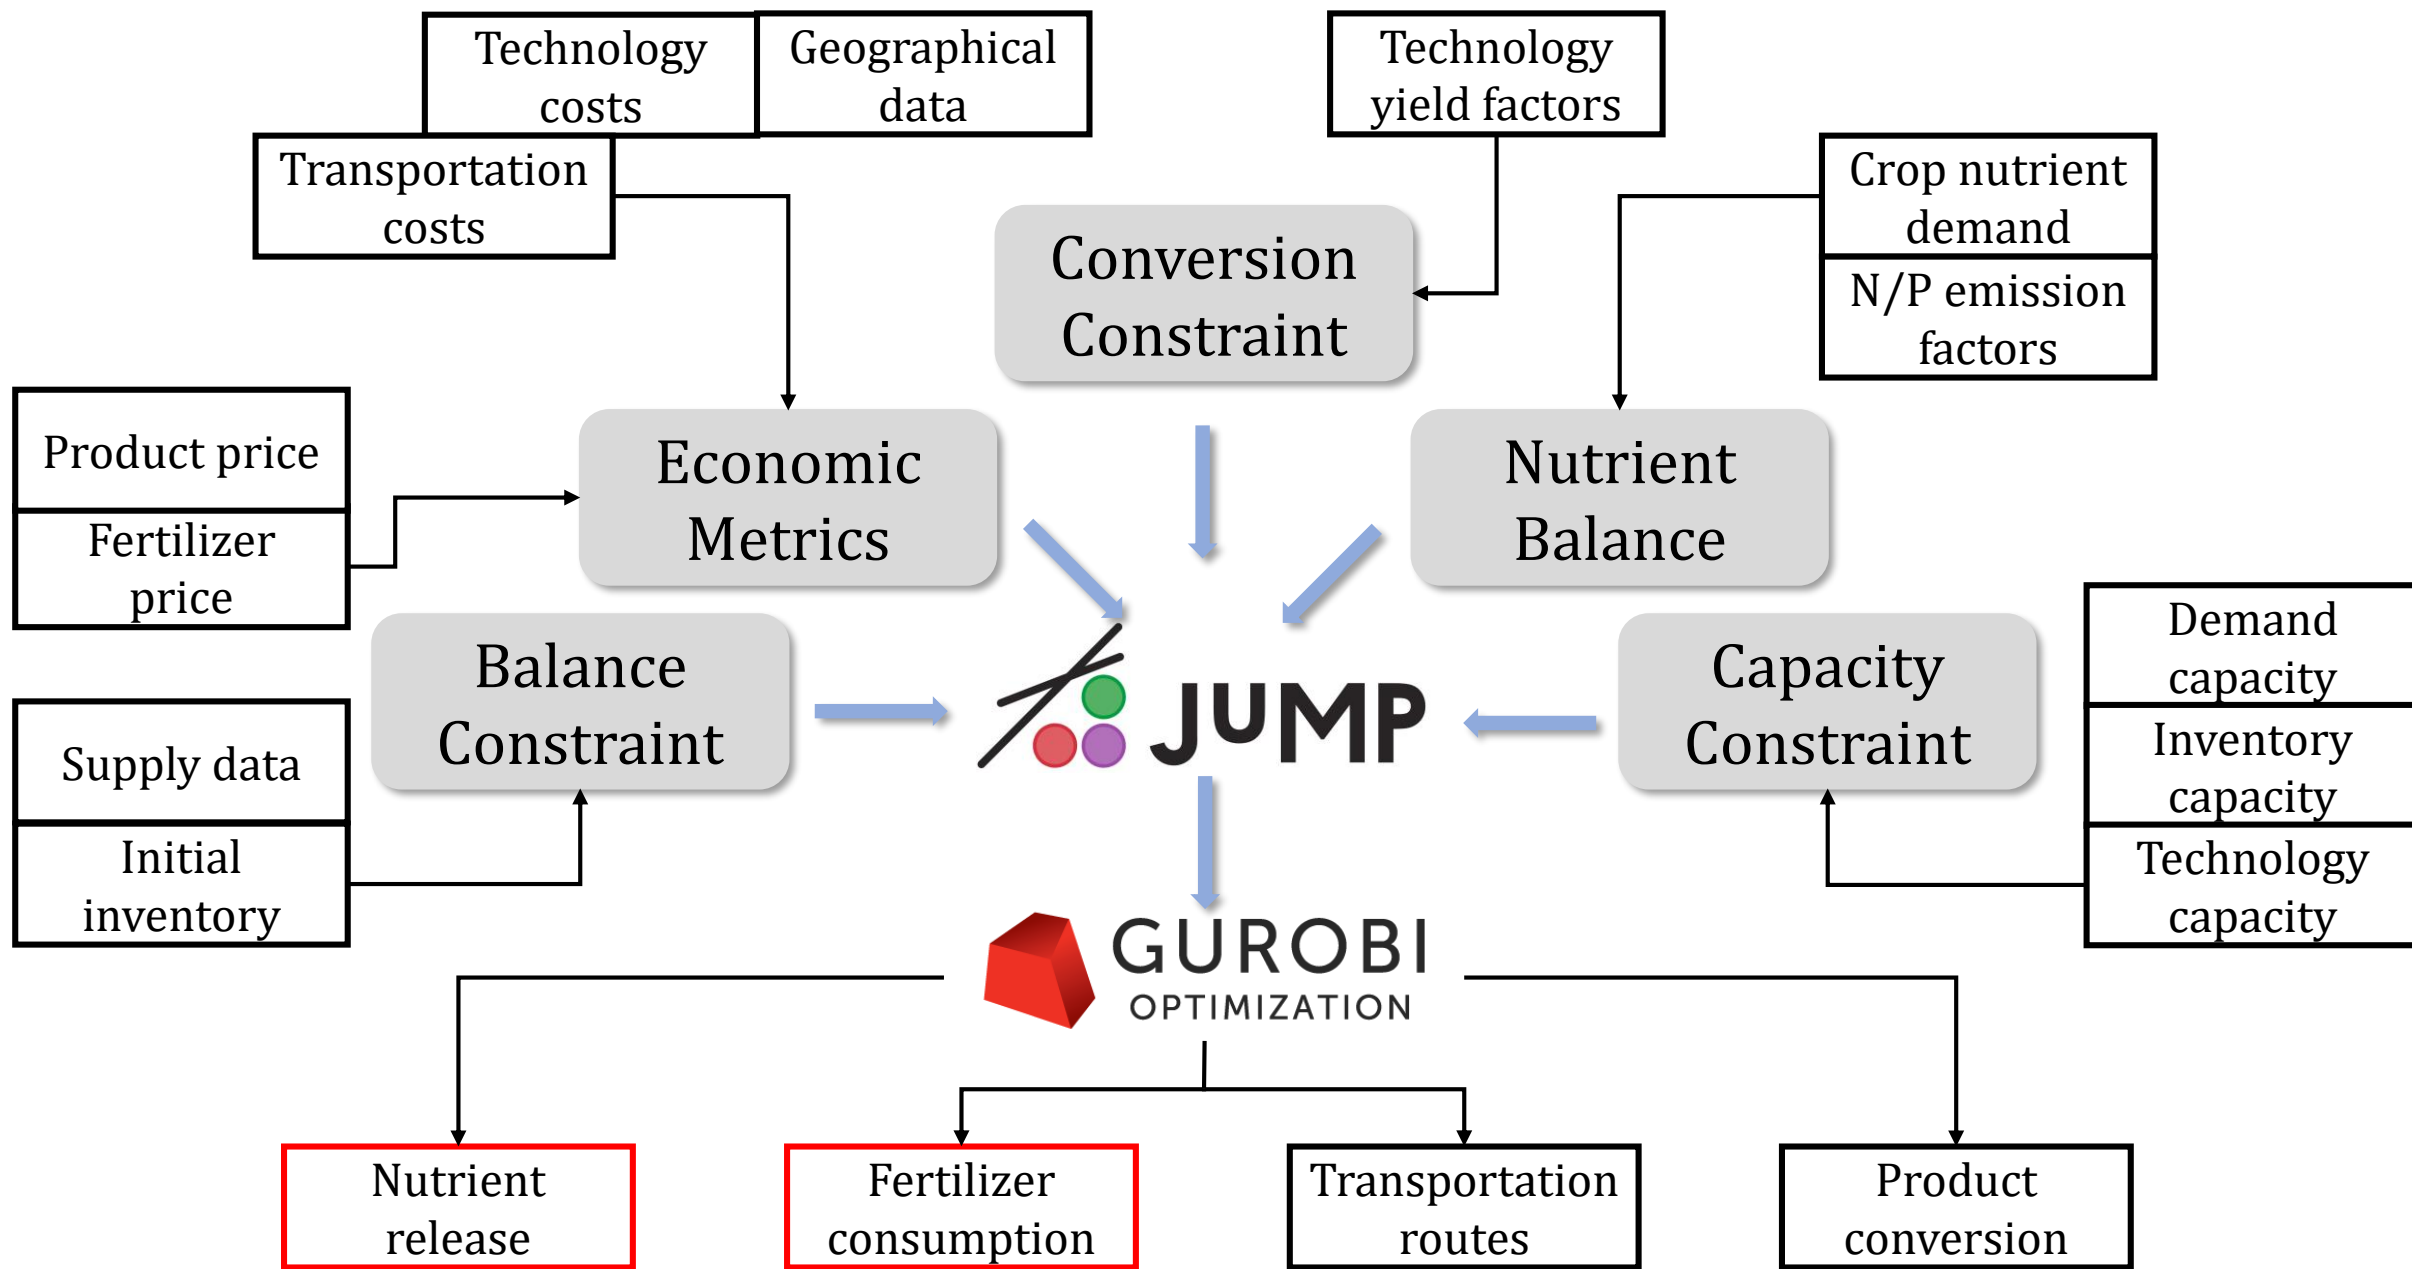 Technology
costs
Geographical
data
Technology
yield factors
Transportation
costs
Crop nutrient
demand
N/P emission
factors
Conversion
Constraint
Product price
Fertilizer
price
Economic
Metrics
Nutrient
Balance
Balance
Constraint
Capacity
Constraint
Demand
capacity
Inventory
capacity
Technology
capacity
Supply data
Initial
inventory
JuMP
GUROBI
OPTIMIZATION
Nutrient
release
Fertilizer
consumption
Transportation
routes
Product
conversion